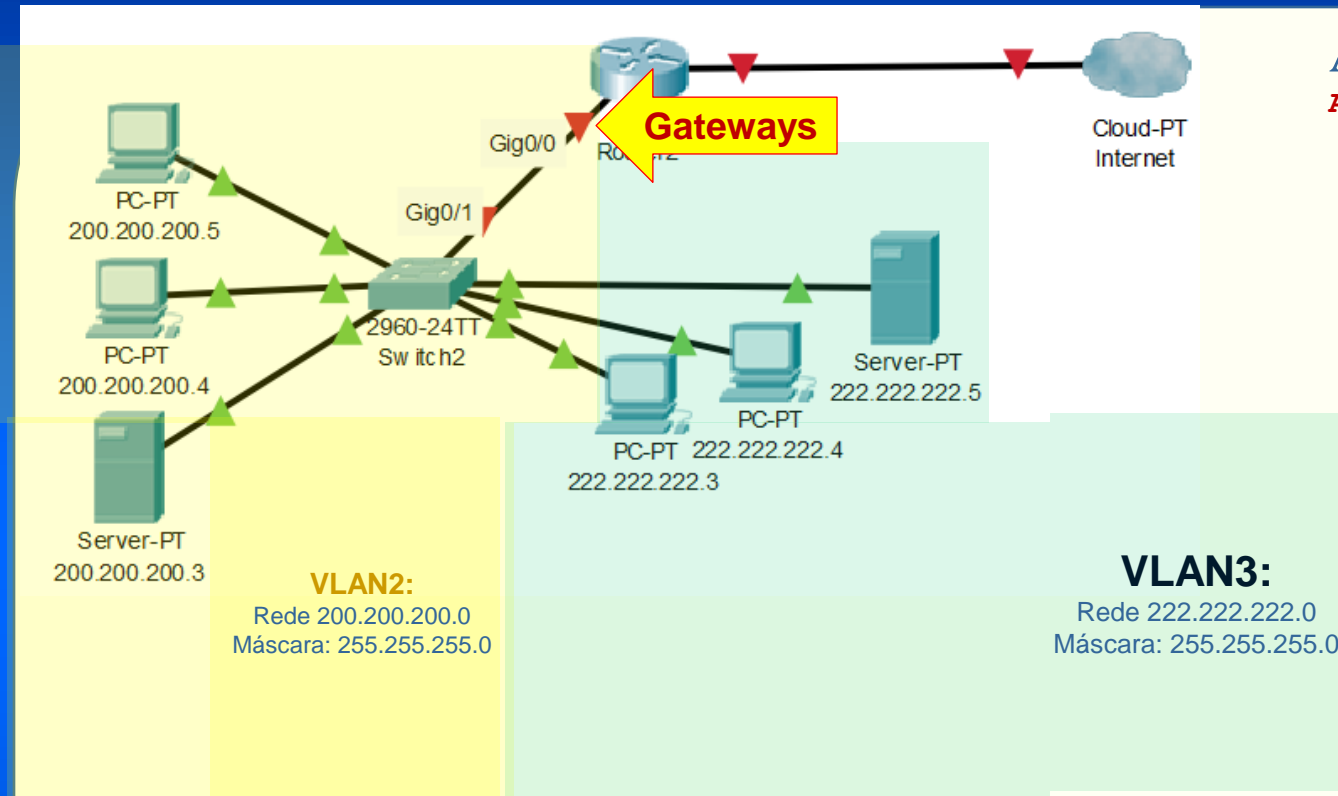 Gateways
Gig0/0
Cloud-PT
Internet
PC-PT
200.200.200.5
Gig0/1
2960-24TT
Switch2
PC-PT
200.200.200.4
Server-PT
222.222.222.5
PC-PT
222.222.222.4
PC-PT
222.222.222.3
Server-PT
200.200.200.3
VLAN2:
Rede 200.200.200.0
Máscara: 255.255.255.0
VLAN3:
Rede 222.222.222.0
Máscara: 255.255.255.0